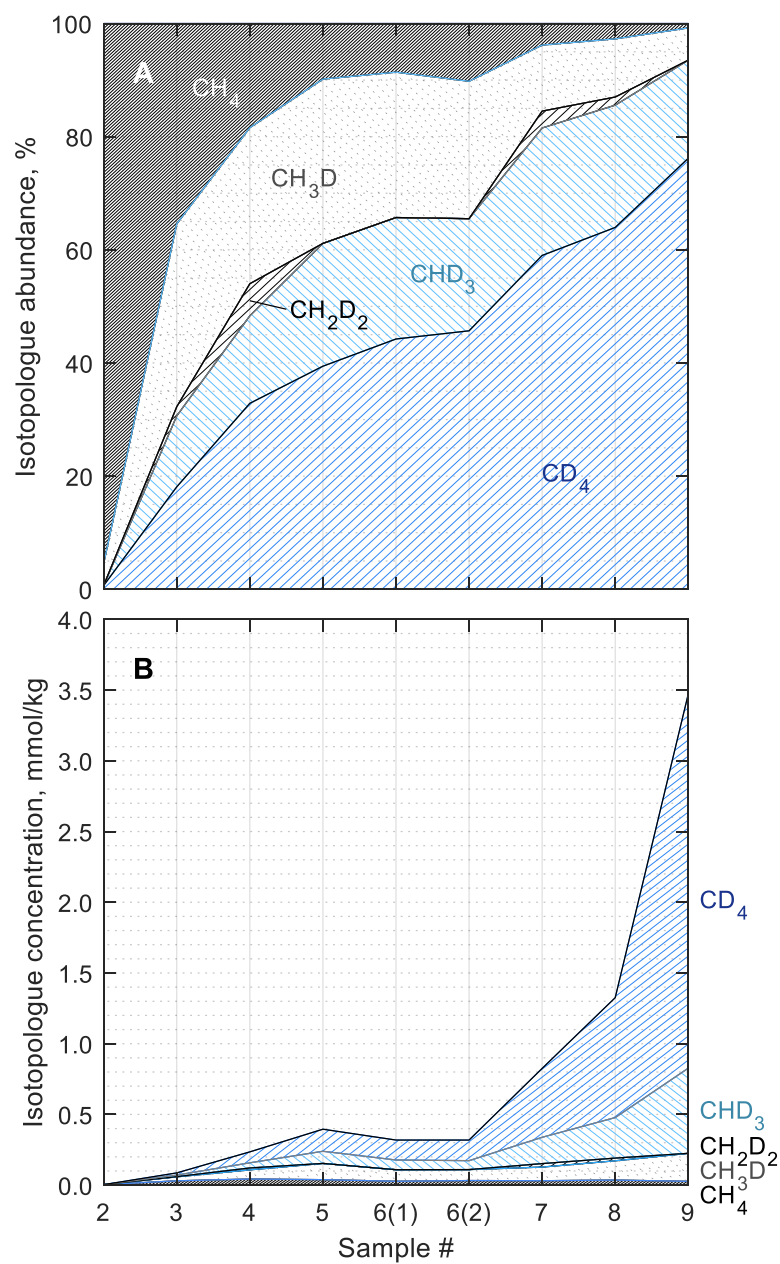 100
80
60
40
20
0
Isotopologue abundance, %
A
CH4
CH3D
CHD3
CH2D2
CD4
4.0
3.5
3.0
2.5
2.0
1.5
1.0
0.5
0.0
Isotopologue concentration, mmol/kg
B
CD4
CHD3
CH2D2
CH3D
CH4
2 3 4 5 6(1) 6(2) 7 8 9
Sample #